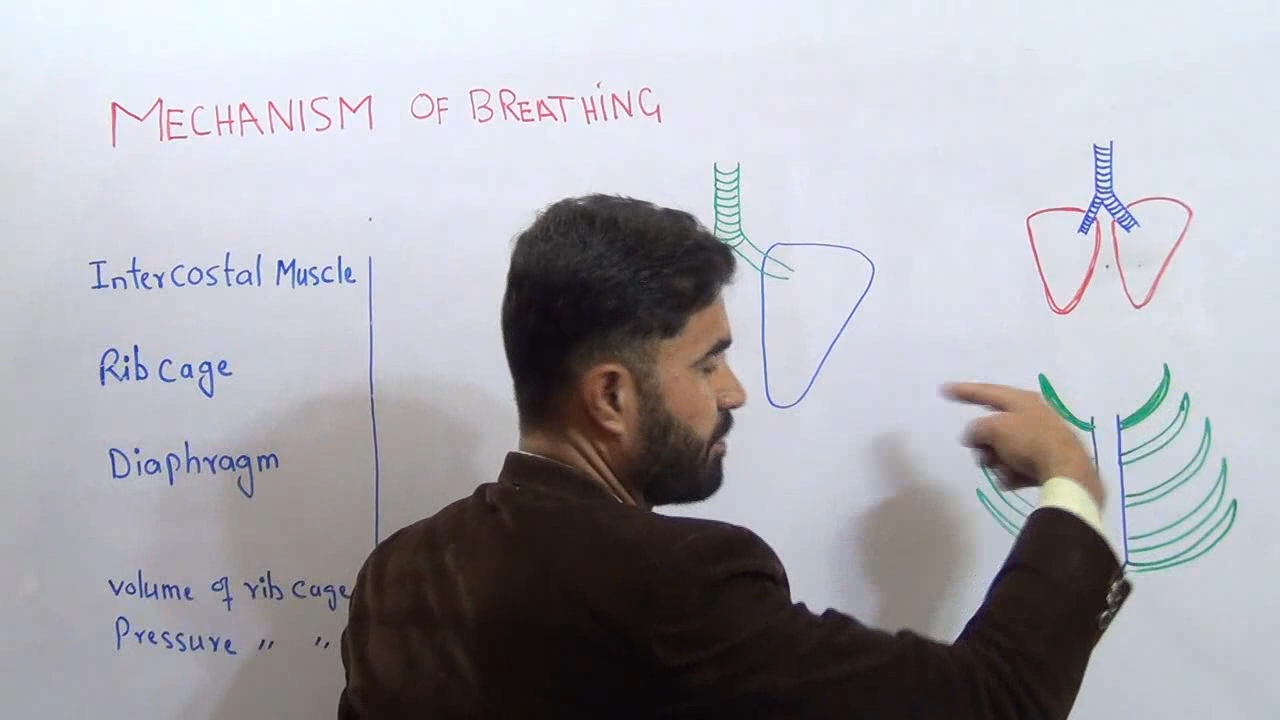 MECHANISM OF BREATHING
Intercostal Muscle
Rib cage
Diaphragm
volume of rib cage
Pressure " "